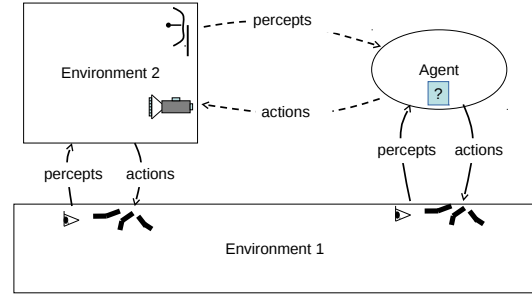 percepts
Environment 2
Agent
?
actions
percepts
actions
percepts
actions
Environment 1